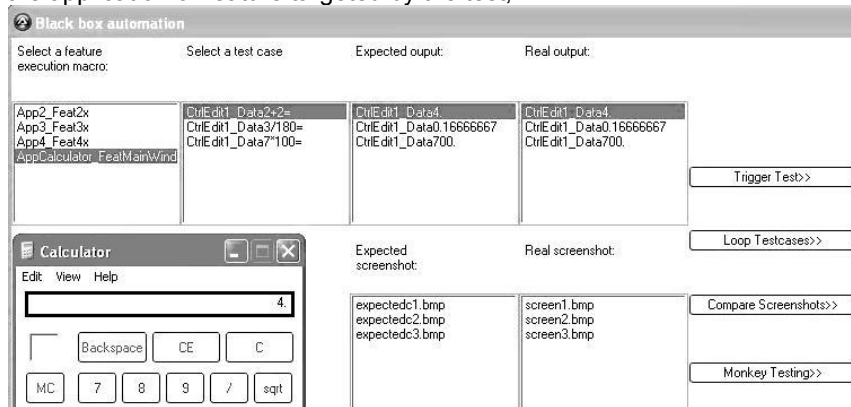 Black box automation
Select a feature
execution macro:
Select a test case
Expected ouput:
Real output:
App2_Feat2x
App3_Feat3x
App4_Feat4x
AppCalculator_FeatMainWind
CtrlEdit1_Data2+2=
CtrlEdit1_Data3/180=
CtrlEdit1_Data7*100=
CtrlEdit1_Data4.
CtrlEdit1_Data0.16666667
CtrlEdit1_Data700.
CtrlEdit1_Data4.
CtrlEdit1_Data0.16666667
CtrlEdit1_Data700.
Trigger Test>>
Loop Testcases>>
Compare Screenshots>>
Monkey Testing>>
Calculator
Edit View Help
4.
Backspace CE C
MC 7 8 9 / sqrt
Expected
screenshot:
Real screenshot:
expectedc1.bmp
expectedc2.bmp
expectedc3.bmp
screen1.bmp
screen2.bmp
screen3.bmp